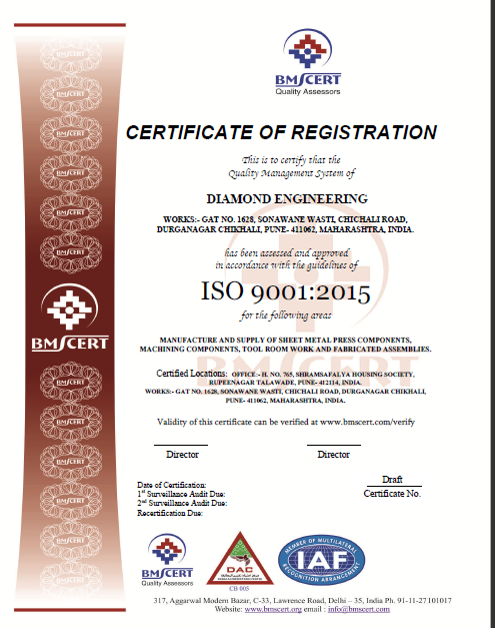 BMSCERT
Quality Assessors
CERTIFICATE OF REGISTRATION
This is to certify that the
Quality Management System of
DIAMOND ENGINEERING
WORKS:- GAT NO. 1628, SONAWANE WASTI, CHICHALI ROAD,
DURGANAGAR CHIKHALI, PUNE- 411062, MAHARASHTRA, INDIA.
has been assessed and approved
in accordance with the guidelines of
ISO 9001:2015
for the following areas
MANUFACTURE AND SUPPLY OF SHEET METAL PRESS COMPONENTS,
MACHINING COMPONENTS, TOOL ROOM WORK AND FABRICATED ASSEMBLIES.
Certified Locations: OFFICE - H. NO. 765, SHRAMSAFALYA HOUSING SOCIETY,
RUPEENAGAR TALAWADE, PUNE- 412114, INDIA.
WORKS:- GAT NO. 1628, SONAWANE WASTI, CHICHALI ROAD, DURGANAGAR CHIKHALI,
PUNE- 411062, MAHARASHTRA, INDIA.
Validity of this certificate can be verified at www.bmscert.com/verify
Director
Director
Draft
Certificate No.
Date of Certification:
1st Surveillance Audit Due:
2nd Surveillance Audit Due:
Recertification Due:
BMSCERT
BMSCERT
Quality Assessors
DAC
CB 005
MEMBER OF MULTILATERAL
IAF
RECOGNITION ARRANGEMENT
317, Aggarwal Modern Bazar, C-33, Lawrence Road, Delhi – 35, India Ph. 91-11-27101017
Website: www.bmscert.org email : info@bmscert.com